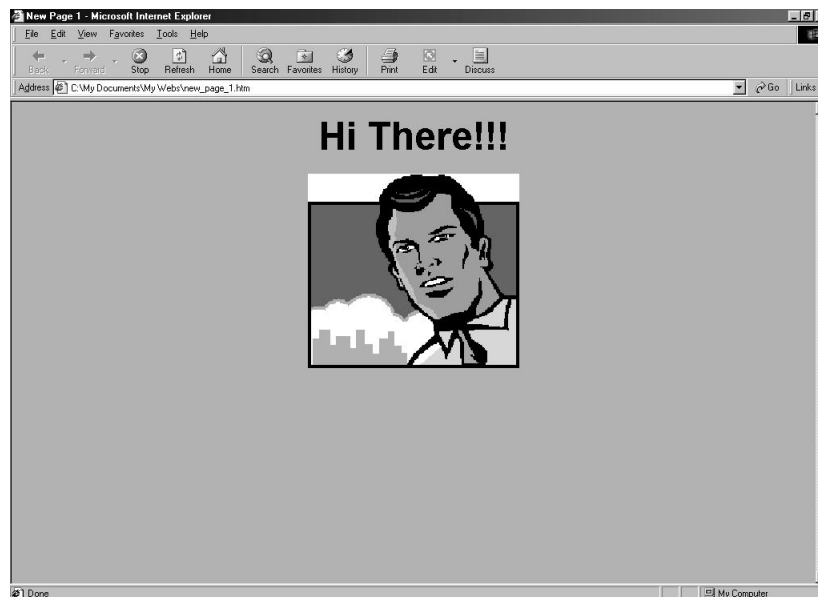 New Page 1 - Microsoft Internet Explorer
File Edit View Favorites Tools Help
Back Forward Stop Refresh Home Search Favorites History Print Edit Discuss
Address C:\My Documents\My Webs\new_page_1.htm Go Links
Hi There!!!
Done My Computer